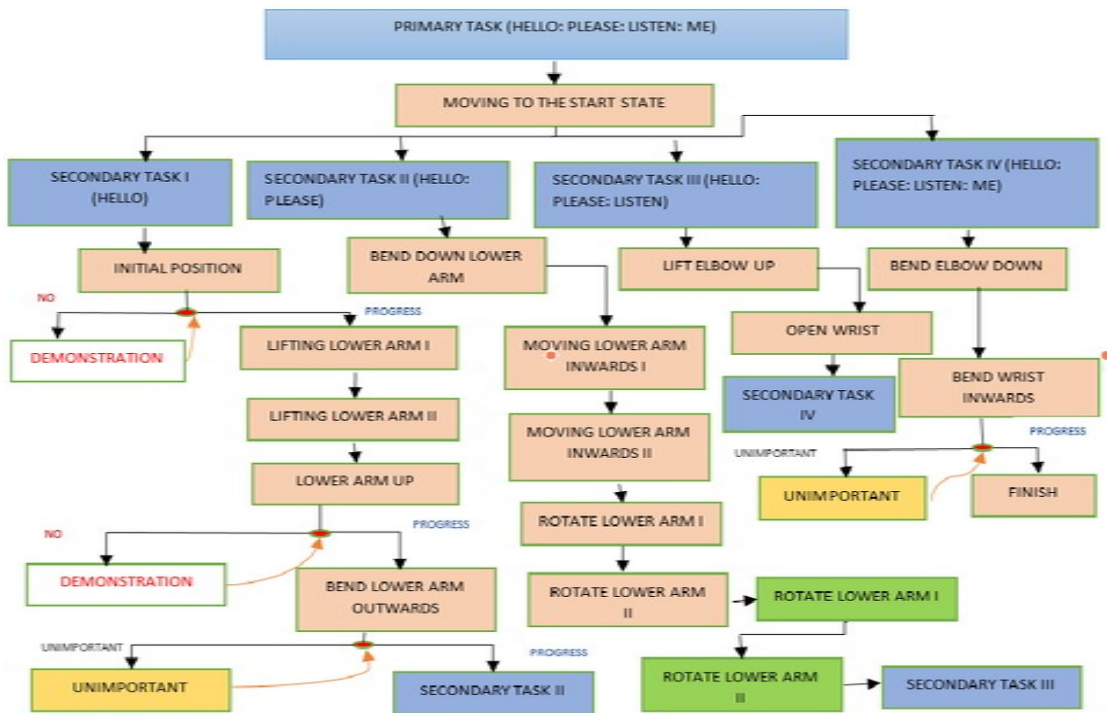 PRIMARY TASK (HELLO: PLEASE: LISTEN: ME)
MOVING TO THE START STATE
SECONDARY TASK I
(HELLO)
SECONDARY TASK II (HELLO:
PLEASE)
SECONDARY TASK III (HELLO:
PLEASE: LISTEN)
SECONDARY TASK IV (HELLO:
PLEASE: LISTEN: ME)
INITIAL POSITION
BEND DOWN LOWER
ARM
LIFT ELBOW UP
BEND ELBOW DOWN
NO
PROGRESS
DEMONSTRATION
LIFTING LOWER ARM I
MOVING LOWER ARM
INWARDS I
OPEN WRIST
SECONDARY TASK
IV
BEND WRIST
INWARDS
LIFTING LOWER ARM II
MOVING LOWER ARM
INWARDS II
UNIMPORTANT
PROGRESS
LOWER ARM UP
UNIMPORTANT
FINISH
NO
PROGRESS
ROTATE LOWER ARM I
DEMONSTRATION
BEND LOWER ARM
OUTWARDS
ROTATE LOWER ARM
II
ROTATE LOWER ARM I
UNIMPORTANT
PROGRESS
UNIMPORTANT
SECONDARY TASK II
ROTATE LOWER ARM
II
SECONDARY TASK III